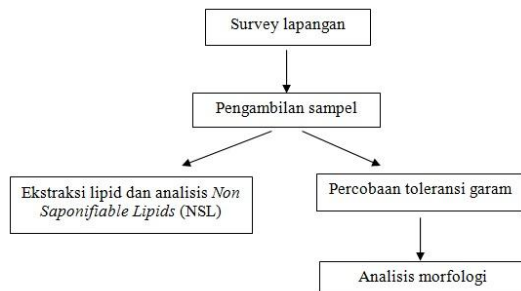 Survey lapangan
Pengambilan sampel
Ekstraksi lipid dan analisis Non
Saponifiable Lipids (NSL)
Percobaan toleransi garam
Analisis morfologi